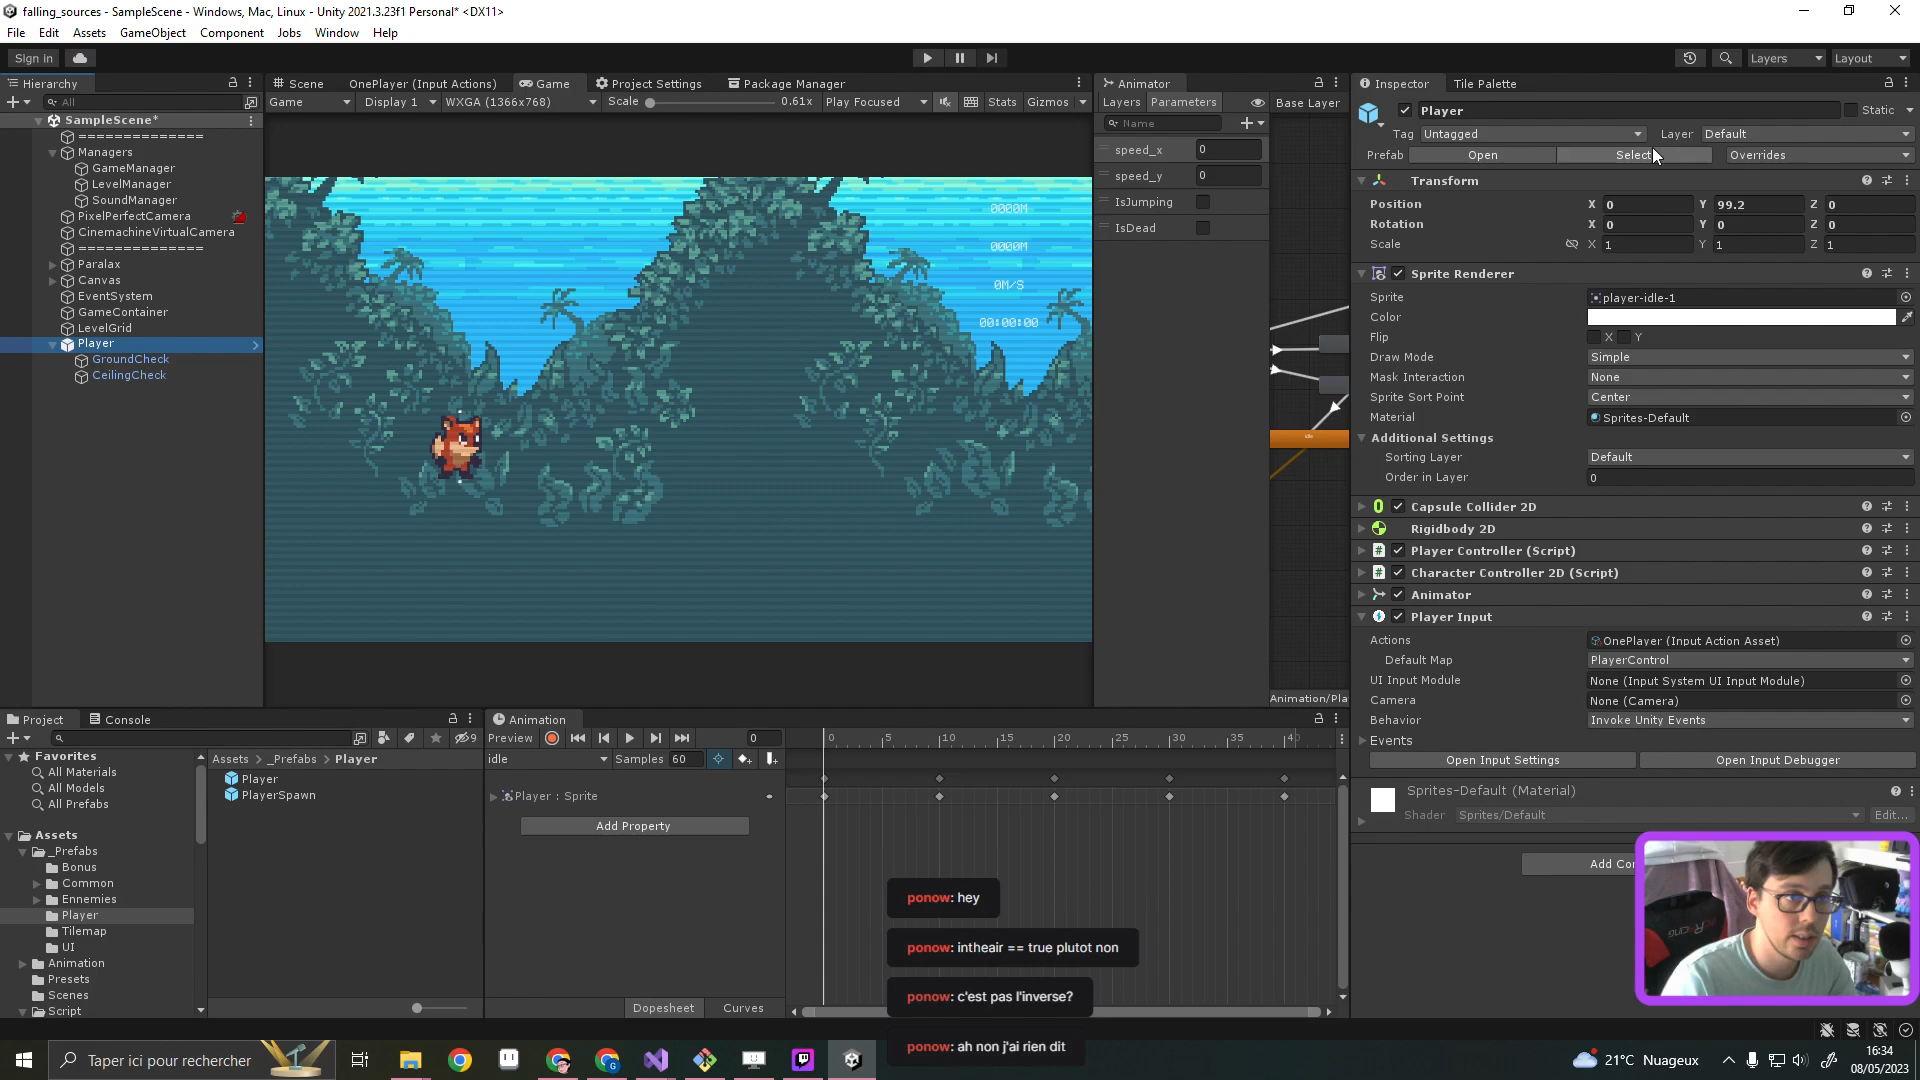 falling_sources - SampleScene - Windows, Mac, Linux - Unity 2021.3.23f1 Personal* <DX11>
File Edit Assets GameObject Component Jobs Window Help
Sign in
Layers Layout
Hierarchy
All
SampleScene*
==============
Managers
GameManager
LevelManager
SoundManager
PixelPerfectCamera
CinemachineVirtualCamera
==============
Paralax
Canvas
EventSystem
GameContainer
LevelGrid
Player
GroundCheck
CeilingCheck
Scene OnePlayer (Input Actions) Game Project Settings Package Manager
Game Display 1 WXGA (1366x768) Scale 0.61x Play Focused Stats Gizmos
0000M
0000M
0M/S
00:00:00
Animator
Layers Parameters Base Layer
Name
speed_x 0
speed_y 0
IsJumping
IsDead
idle
Animation/Pla
Inspector Tile Palette
Player Static
Tag Untagged Layer Default
Prefab Open Select Overrides
Transform
Position X 0 Y 99.2 Z 0
Rotation X 0 Y 0 Z 0
Scale X 1 Y 1 Z 1
Sprite Renderer
Sprite player-idle-1
Color
Flip X Y
Draw Mode Simple
Mask Interaction None
Sprite Sort Point Center
Material Sprites-Default
Additional Settings
Sorting Layer Default
Order in Layer 0
Capsule Collider 2D
Rigidbody 2D
Player Controller (Script)
Character Controller 2D (Script)
Animator
Player Input
Actions OnePlayer (Input Action Asset)
Default Map PlayerControl
UI Input Module None (Input System UI Input Module)
Camera None (Camera)
Behavior Invoke Unity Events
Events
Open Input Settings Open Input Debugger
Sprites-Default (Material)
Shader Sprites/Default Edit...
Add Co
Project Console
9
Favorites
All Materials
All Models
All Prefabs
Assets
_Prefabs
Bonus
Common
Ennemies
Player
Tilemap
UI
Animation
Presets
Scenes
Script
Assets > _Prefabs > Player
Player
PlayerSpawn
Animation
Preview 0
idle Samples 60
0 5 10 15 20 25 30 35 40
Player : Sprite
Add Property
Dopesheet Curves
ponow: hey
ponow: intheair == true plutot non
ponow: c'est pas l'inverse?
ponow: ah non j'ai rien dit
Taper ici pour rechercher
21°C Nuageux
16:34
08/05/2023